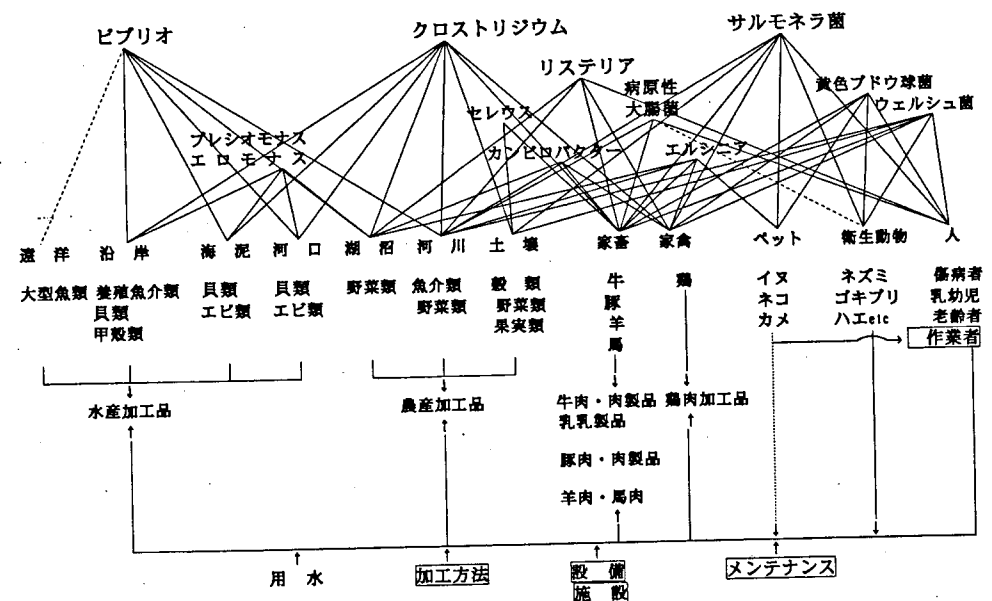 ビブリオ
クロストリジウム
サルモネラ菌
リステリア
病原性
大腸菌
黄色ブドウ球菌
ウェルシュ菌
セレウス
プレシオモナス
エロモナス
カンピロバクター
エルシニア
遠洋 沿岸 海泥 河口 湖沼 河川 土壌 家畜 家禽 ペット 衛生動物 人
大型魚類
養殖魚介類
貝類
甲殻類
貝類
エビ類
貝類
エビ類
野菜類
魚介類
野菜類
穀類
野菜類
果実類
牛
豚
羊
馬
鶏
イヌ
ネコ
カメ
ネズミ
ゴキブリ
ハエetc
傷病者
乳幼児
老齢者
作業者
水産加工品
農産加工品
牛肉・肉製品
乳乳製品
豚肉・肉製品
羊肉・馬肉
鶏肉加工品
用水
加工方法
設備
施設
メンテナンス